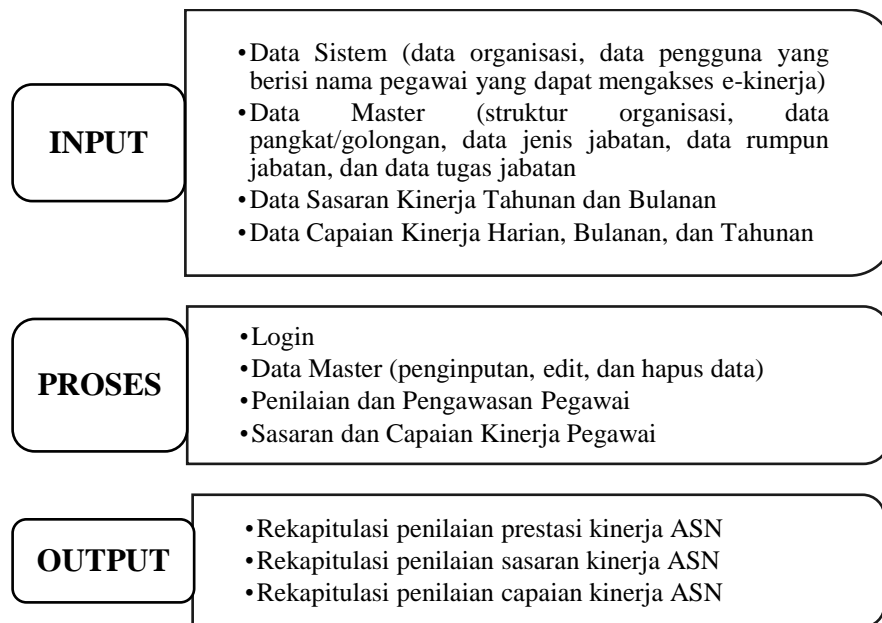 INPUT
•Data Sistem (data organisasi, data pengguna yang
berisi nama pegawai yang dapat mengakses e-kinerja)
•Data Master (struktur organisasi, data
pangkat/golongan, data jenis jabatan, data rumpun
jabatan, dan data tugas jabatan
•Data Sasaran Kinerja Tahunan dan Bulanan
•Data Capaian Kinerja Harian, Bulanan, dan Tahunan
PROSES
•Login
•Data Master (penginputan, edit, dan hapus data)
•Penilaian dan Pengawasan Pegawai
•Sasaran dan Capaian Kinerja Pegawai
OUTPUT
•Rekapitulasi penilaian prestasi kinerja ASN
•Rekapitulasi penilaian sasaran kinerja ASN
•Rekapitulasi penilaian capaian kinerja ASN